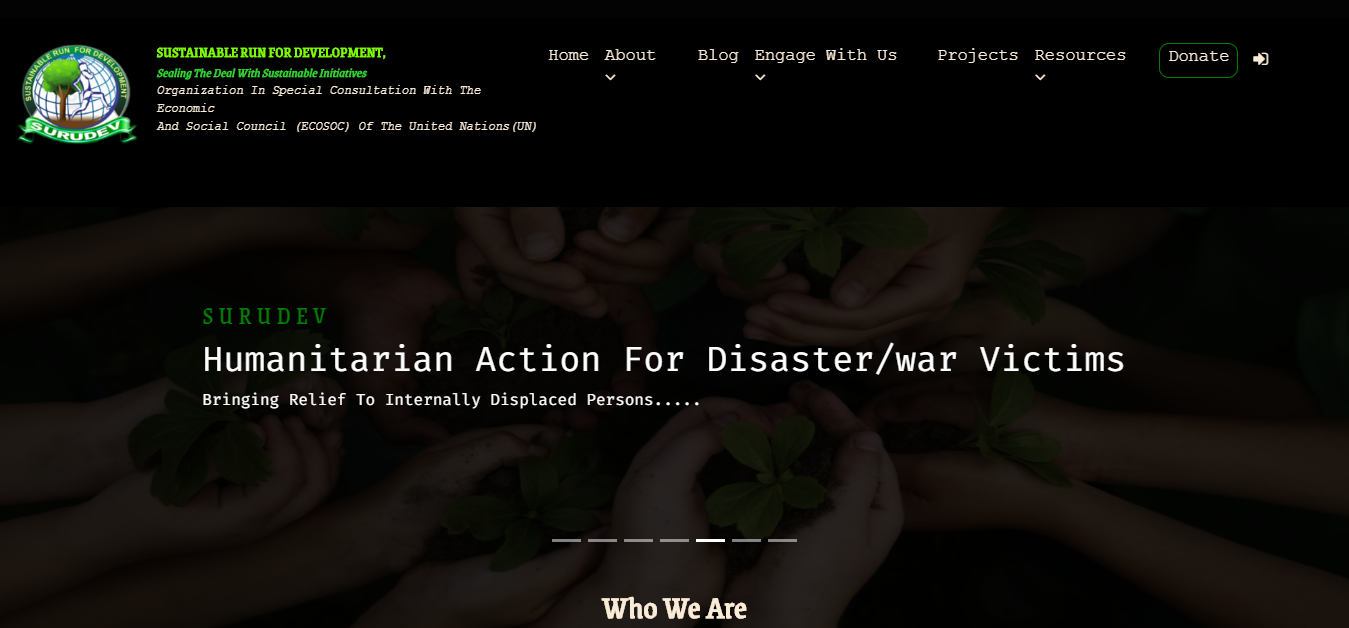 SUSTAINABLE RUN FOR DEVELOPMENT
SURUDEV
SUSTAINABLE RUN FOR DEVELOPMENT,
Sealing The Deal With Sustainable Initiatives
Organization In Special Consultation With The
Economic
And Social Council (ECOSOC) Of The United Nations(UN)
Home About Blog Engage With Us Projects Resources Donate
SURUDEV
Humanitarian Action For Disaster/war Victims
Bringing Relief To Internally Displaced Persons.....
Who We Are